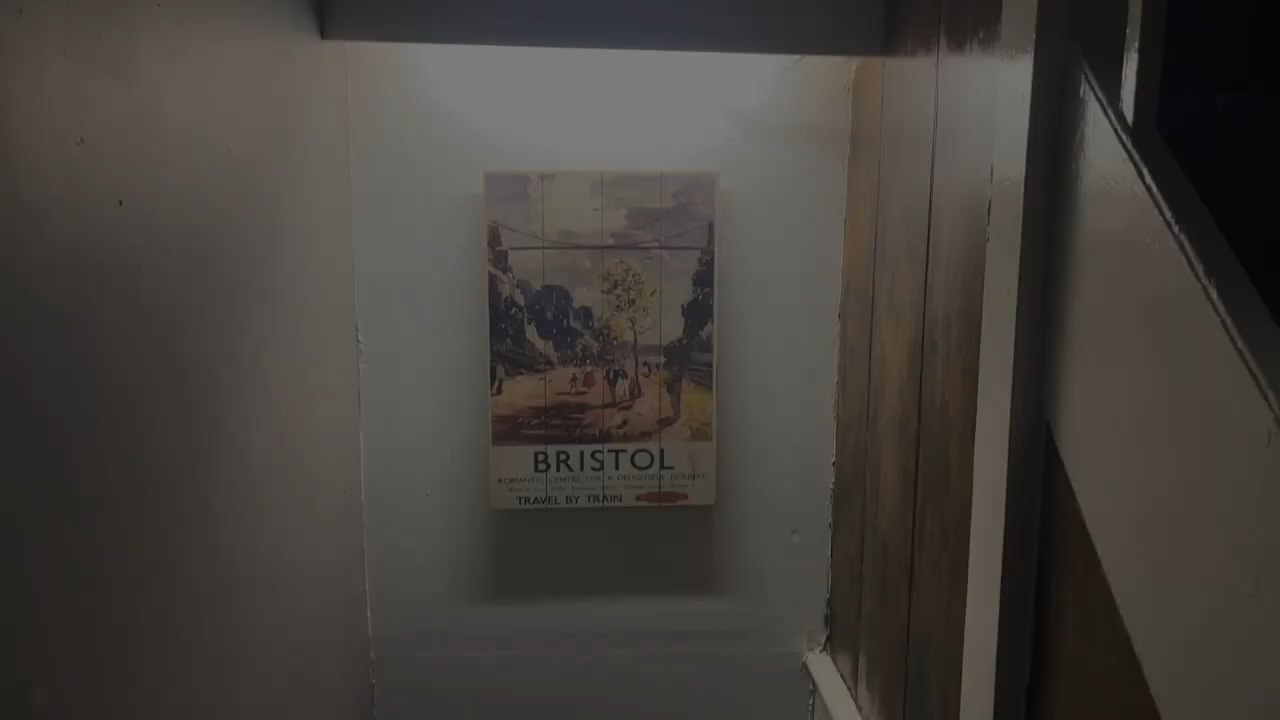 BRISTOL
ROMANTIC CENTRE FOR A DELIGHTFUL HOLIDAY
TRAVEL BY TRAIN